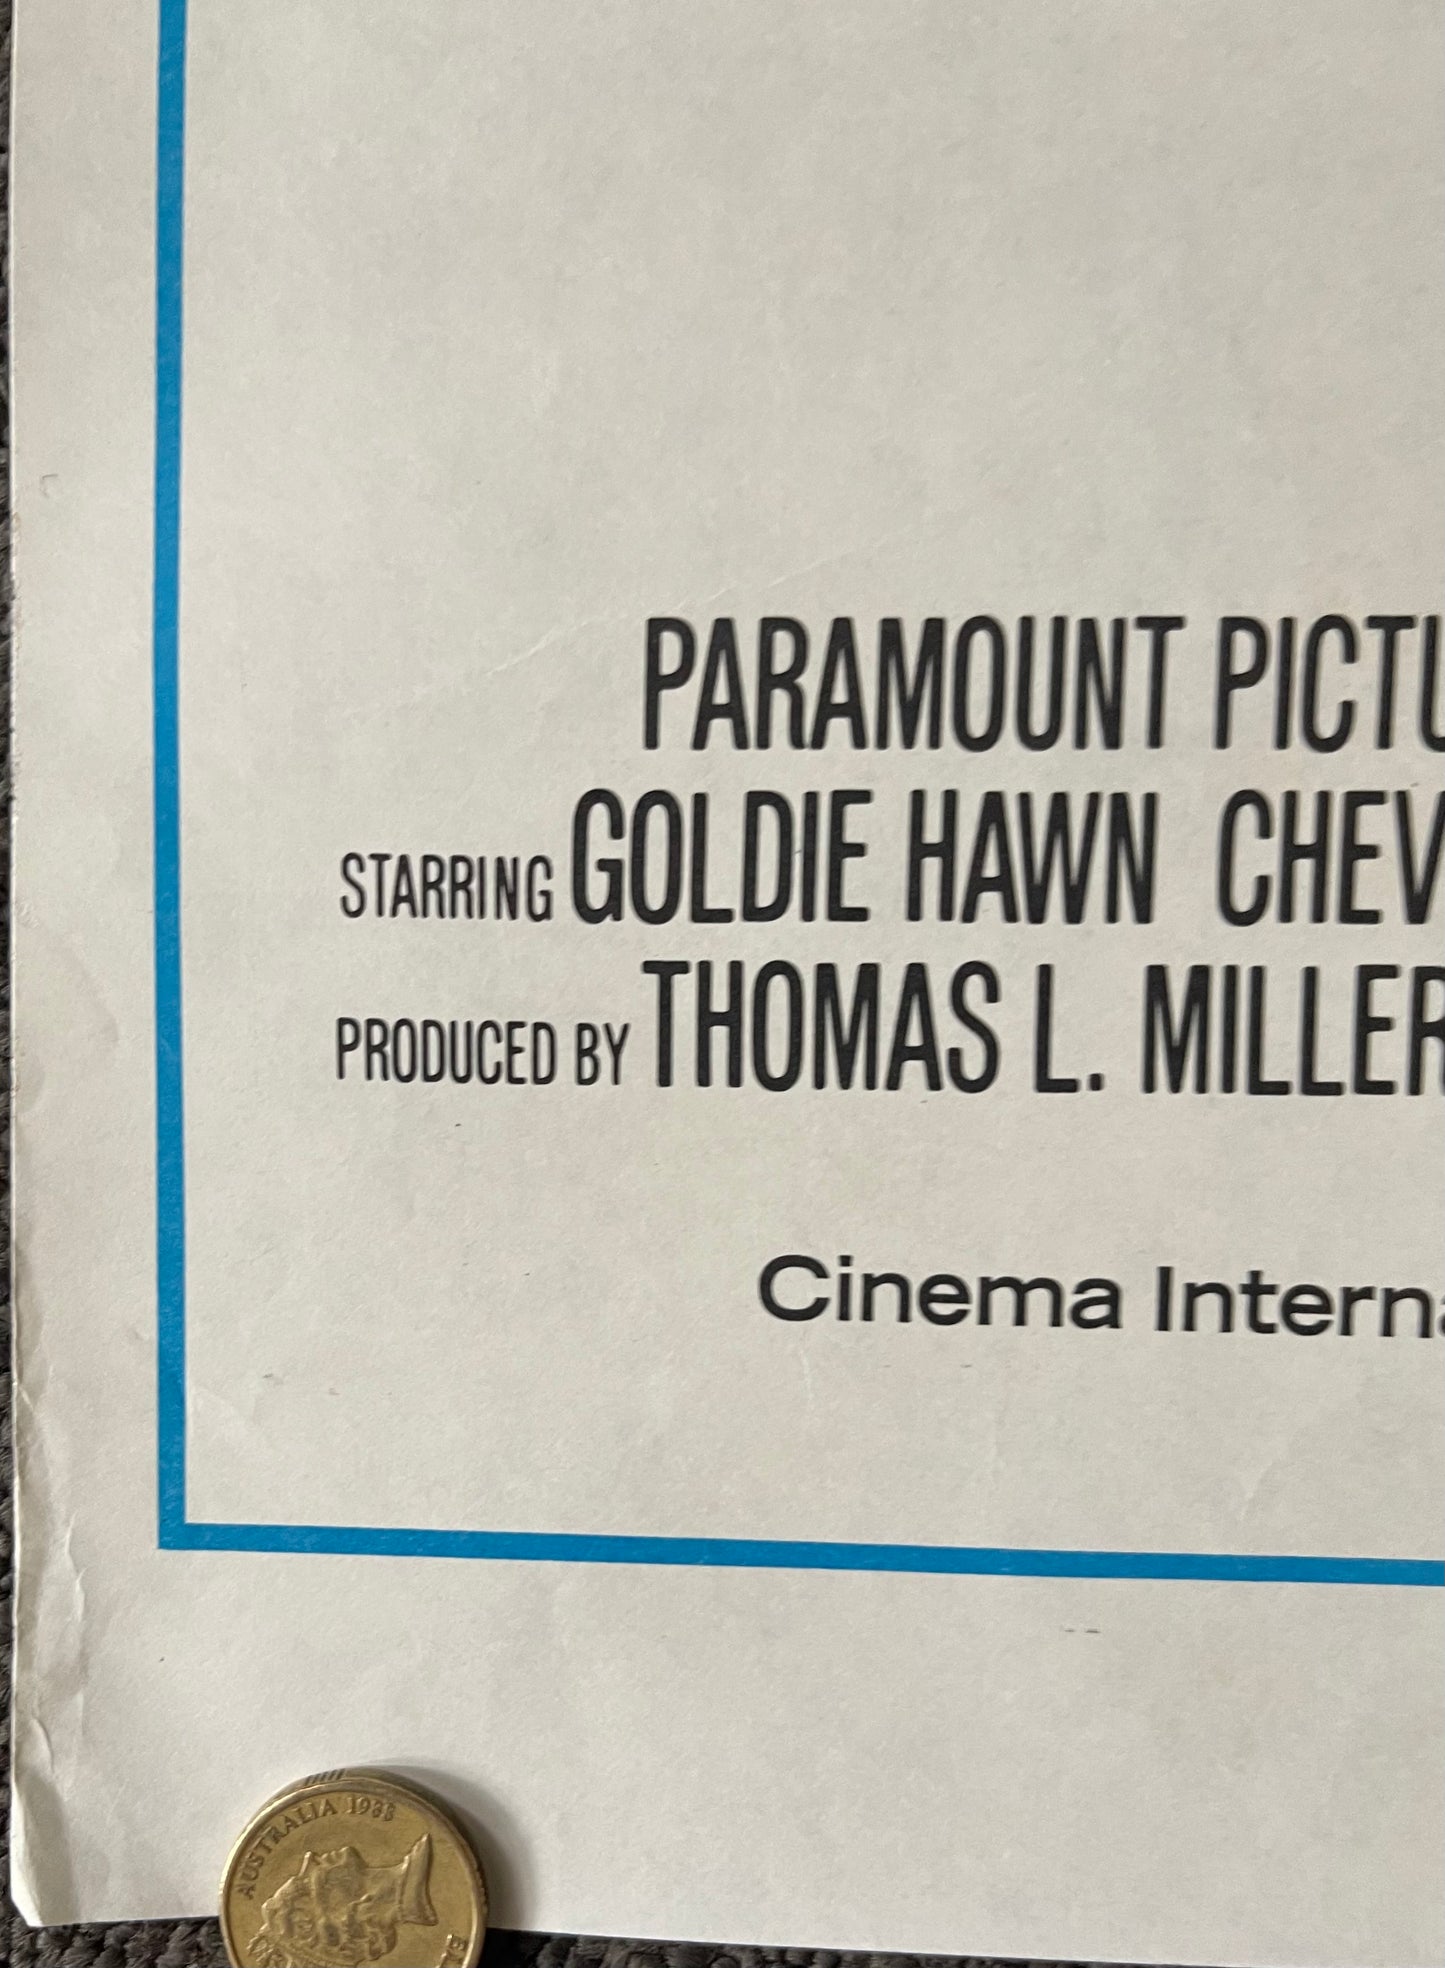 PARAMOUNT PICTU
STARRING GOLDIE HAWN CHEV
PRODUCED BY THOMAS L. MILLER
Cinema Interna
AUSTRALIA 1988